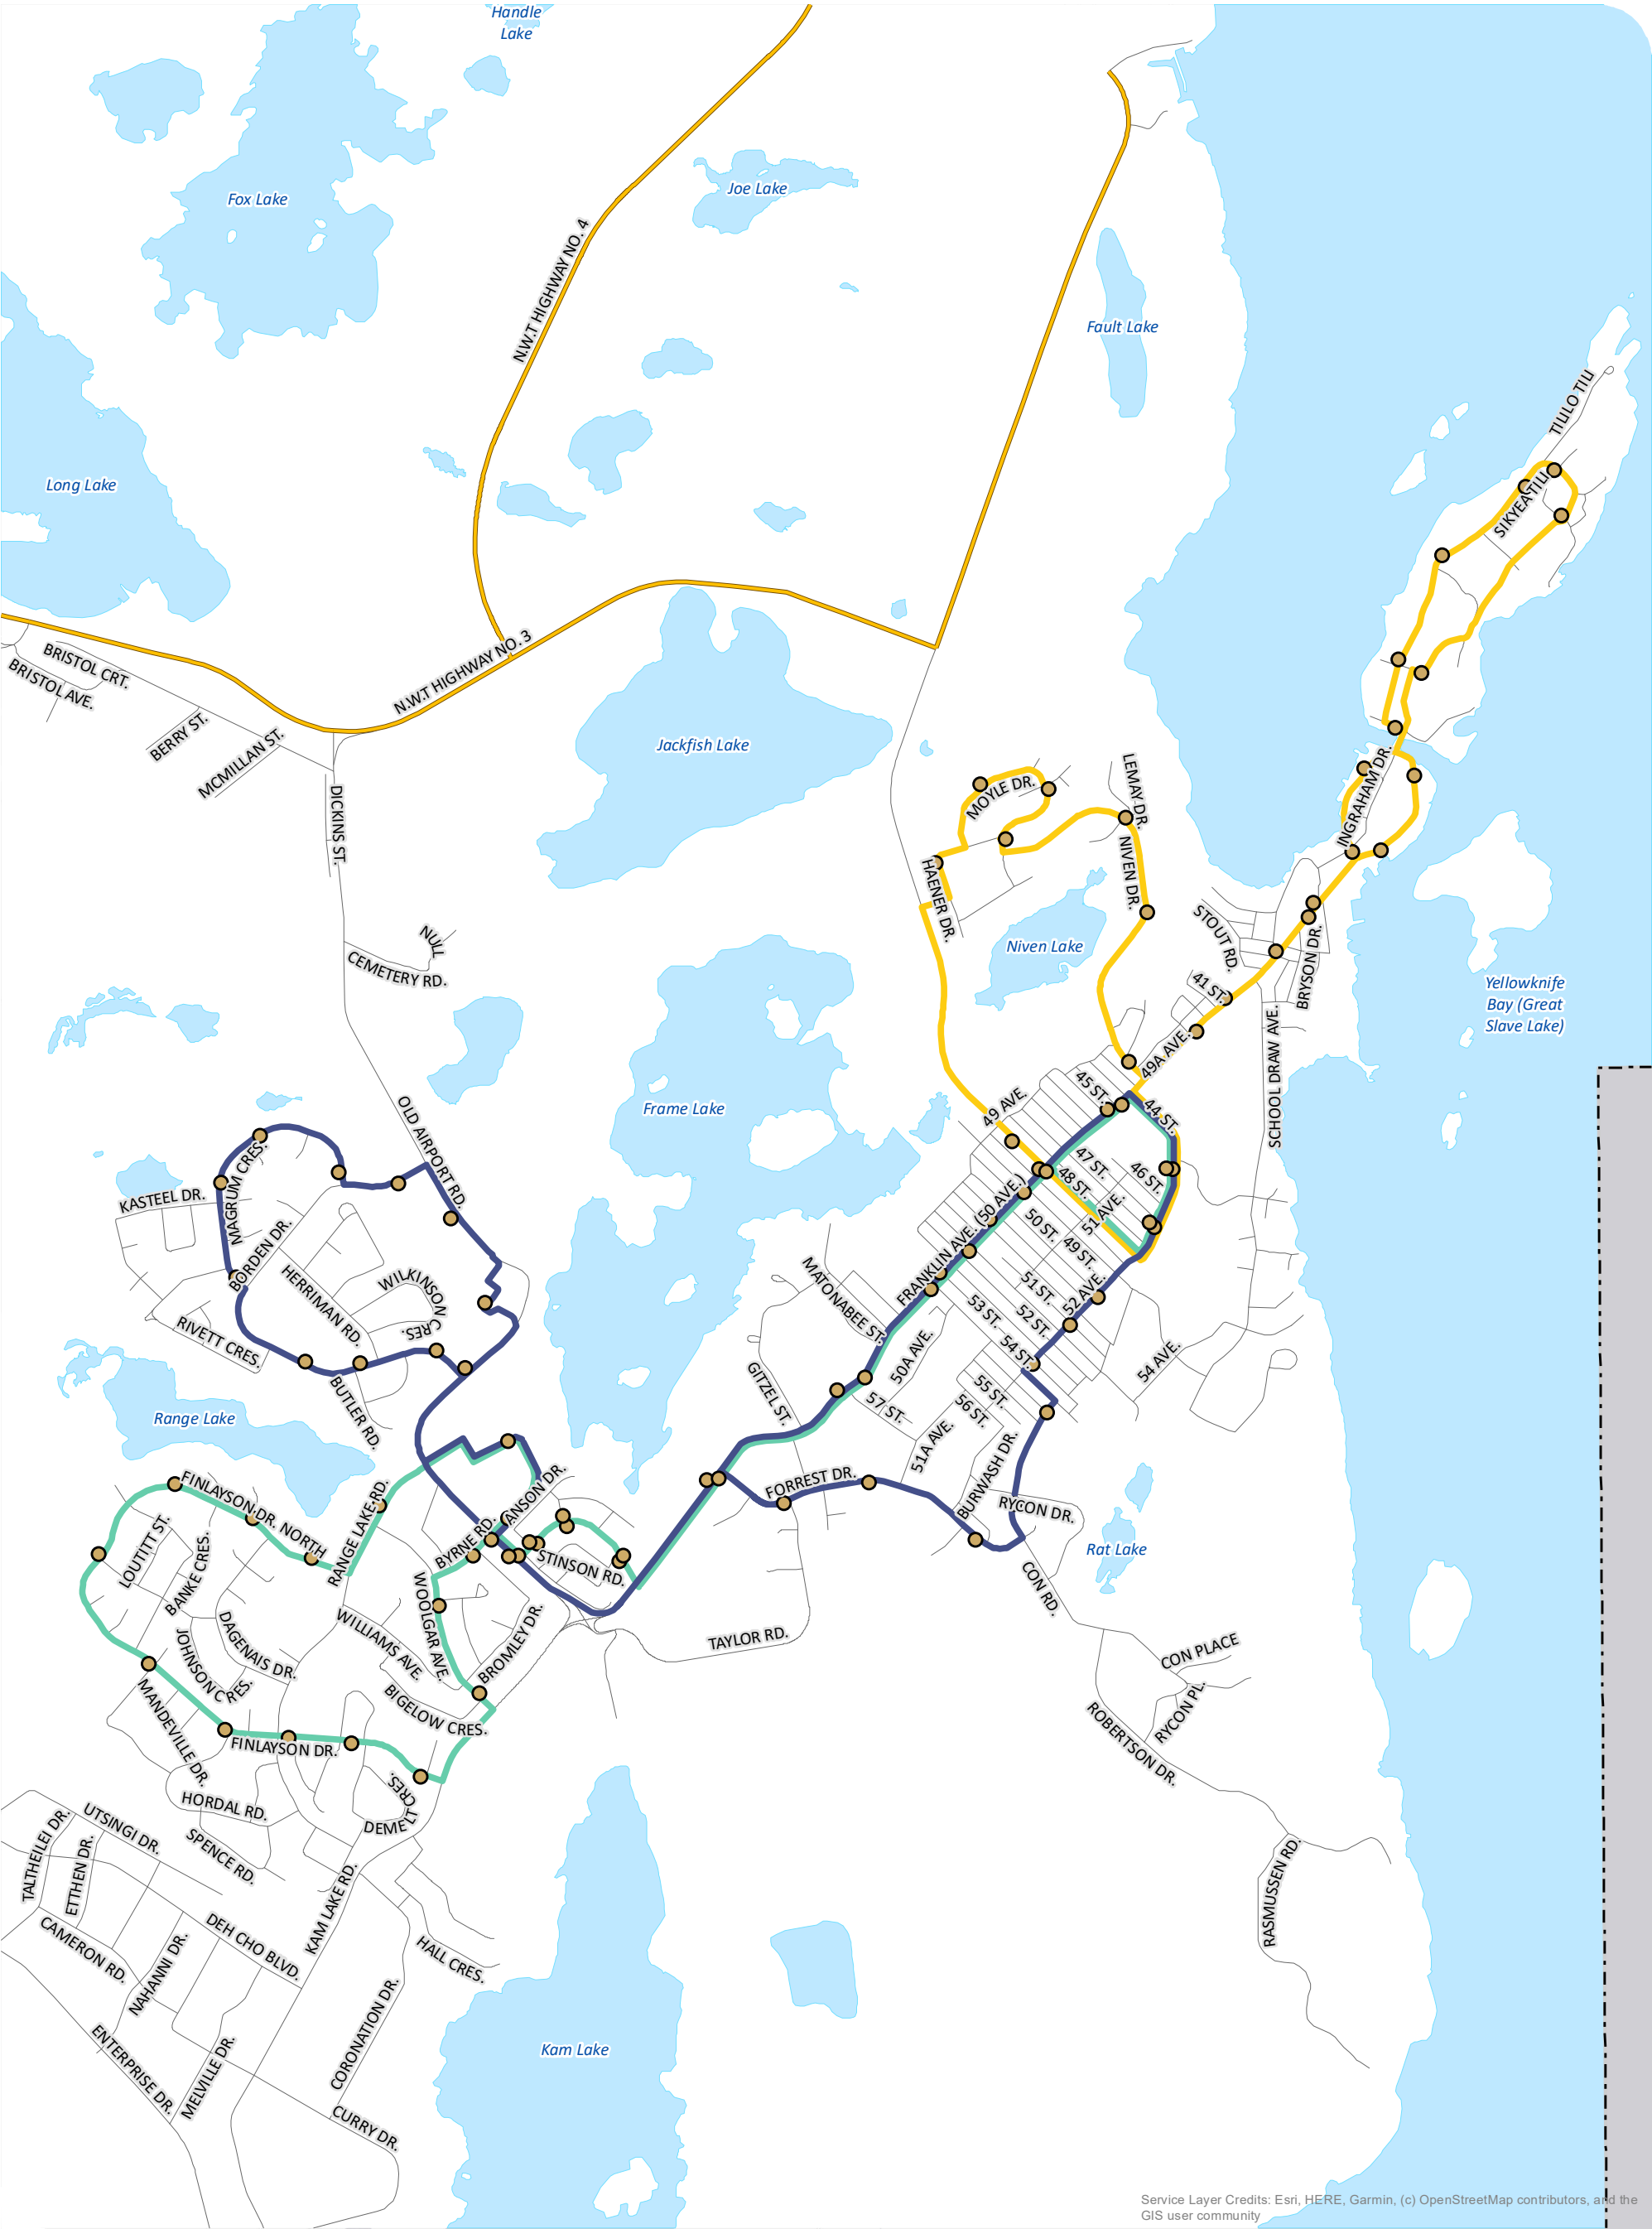 Handle
Lake
Fox Lake
Joe Lake
N.W.T HIGHWAY NO. 4
Fault Lake
TILILO TILI
Long Lake
SIKYEA TILI
N.W.T HIGHWAY NO. 3
BRISTOL CRT.
BRISTOL AVE.
BERRY ST.
MCMILLAN ST.
Jackfish Lake
DICKINS ST.
MOYLE DR.
LEMAY DR.
INGRAHAM DR.
NIVEN DR.
HAENER DR.
Niven Lake
STOUT RD.
BRYSON DR.
NULL
CEMETERY RD.
41 ST.
Yellowknife
Bay (Great
Slave Lake)
49A AVE.
SCHOOL DRAW AVE.
Frame Lake
OLD AIRPORT RD.
49 AVE.
45 ST.
44 ST.
47 ST.
46 ST.
48 ST.
KASTEEL DR.
MAGRUM CRES.
BORDEN DR.
51 AVE.
FRANKLIN AVE. (50 AVE.)
50 ST.
49 ST.
HERRIMAN RD.
WILKINSON
CRES.
MATONABEE ST.
51 ST.
52 AVE.
RIVETT CRES.
53 ST.
52 ST.
54 ST.
50A AVE.
54 AVE.
BUTLER RD.
GITZEL ST.
57 ST.
55 ST.
56 ST.
Range Lake
51A AVE.
BURWASH DR.
FINLAYSON DR. NORTH
RANGE LAKE RD.
ANSON DR.
FORREST DR.
RYCON DR.
BYRNE RD.
STINSON RD.
Rat Lake
LOUTITT ST.
BANKE CRES.
WOOLGAR AVE.
CON RD.
DAGENAIS DR.
WILLIAMS AVE.
BROMLEY DR.
TAYLOR RD.
JOHNSON CRES.
CON PLACE
MANDEVILLE DR.
BIGELOW CRES.
RYCON PL.
ROBERTSON DR.
FINLAYSON DR.
HORDAL RD.
DEMELT
CRES.
TALTHEILEI DR.
UTSINGI DR.
ETTHEN DR.
SPENCE RD.
KAM LAKE RD.
RASMUSSEN RD.
CAMERON RD.
NAHANNI DR.
DEH CHO BLVD.
HALL CRES.
CORONATION DR.
Kam Lake
ENTERPRISE DR.
MELVILLE DR.
CURRY DR.
Service Layer Credits: Esri, HERE, Garmin, (c) OpenStreetMap contributors, and the
GIS user community